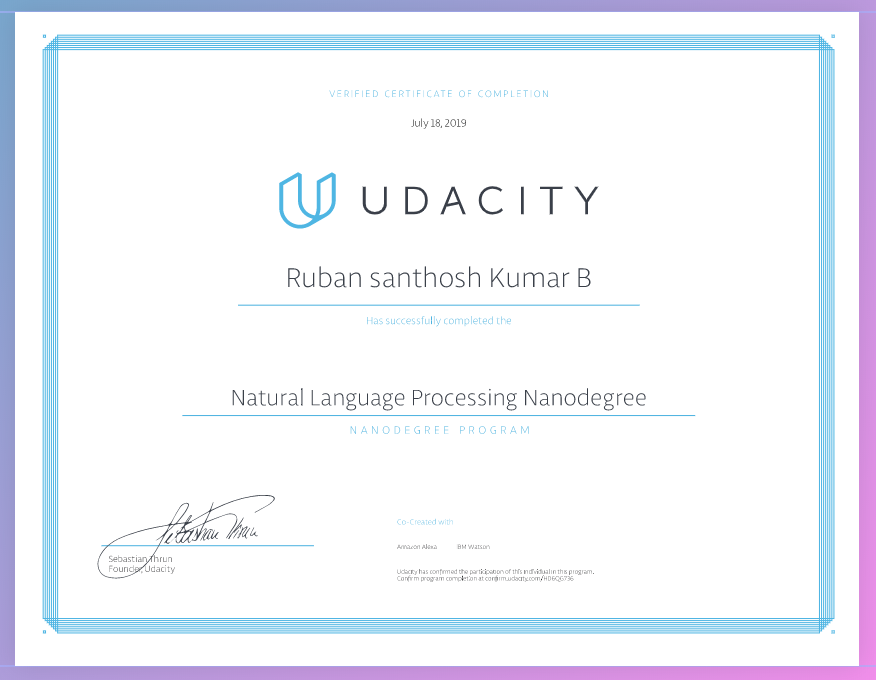 VERIFIED CERTIFICATE OF COMPLETION
July 18, 2019
UDACITY
Ruban santhosh Kumar B
Has successfully completed the
Natural Language Processing Nanodegree
NANODEGREE PROGRAM
Sebastian Thrun
Sebastian Thrun
Founder, Udacity
Co-Created with
Amazon Alexa IBM Watson
Udacity has confirmed the participation of this individual in this program.
Confirm program completion at confirm.udacity.com/